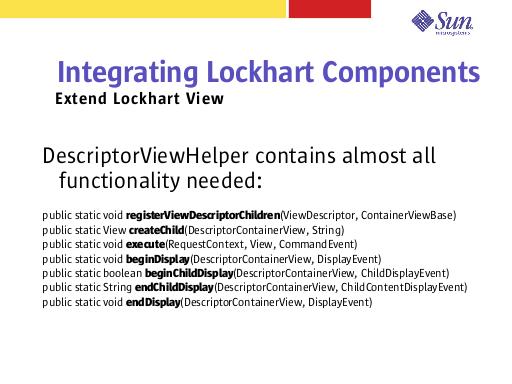 Sun
microsystems
Integrating Lockhart Components
Extend Lockhart View
DescriptorViewHelper contains almost all
functionality needed:
public static void registerViewDescriptorChildren(ViewDescriptor, ContainerViewBase)
public static View createChild(DescriptorContainerView, String)
public static void execute(RequestContext, View, CommandEvent)
public static void beginDisplay(DescriptorContainerView, DisplayEvent)
public static boolean beginChildDisplay(DescriptorContainerView, ChildDisplayEvent)
public static String endChildDisplay(DescriptorContainerView, ChildContentDisplayEvent)
public static void endDisplay(DescriptorContainerView, DisplayEvent)